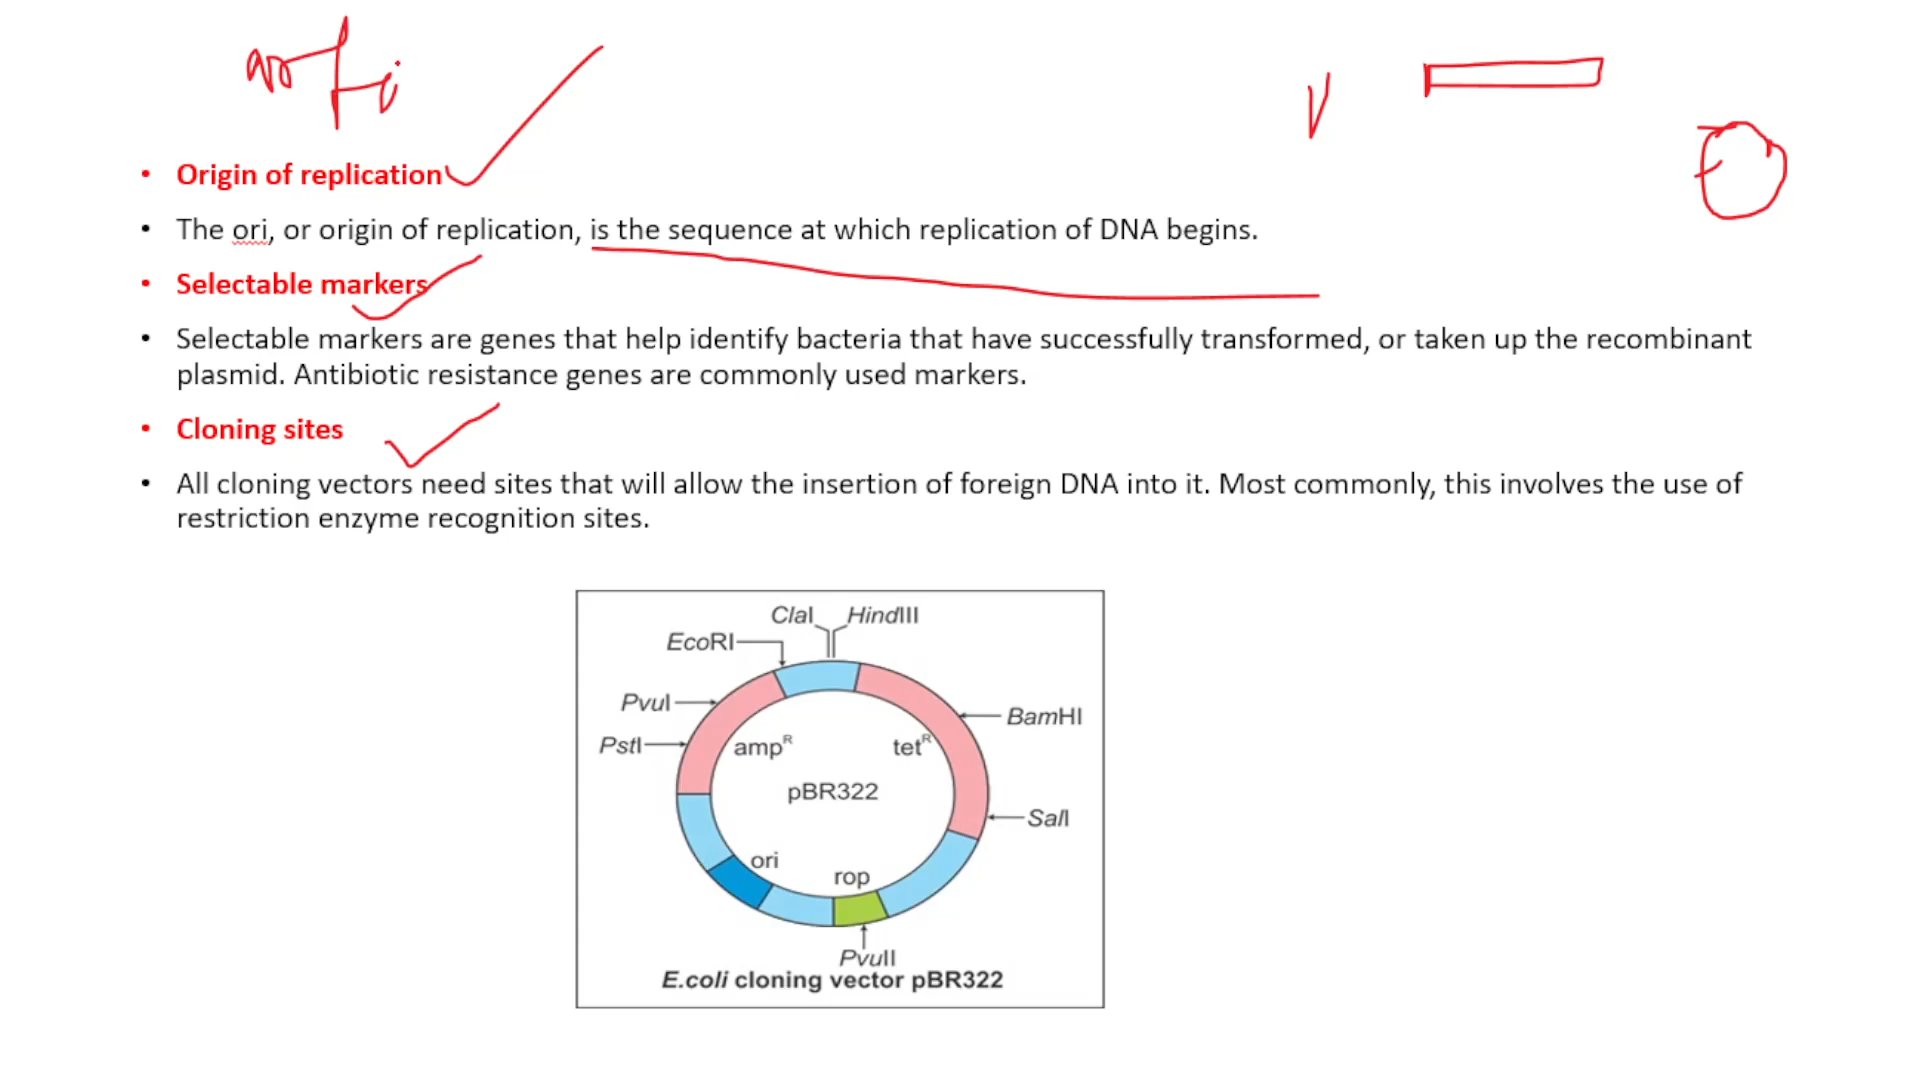 • Origin of replication
• The ori, or origin of replication, is the sequence at which replication of DNA begins.
• Selectable markers
• Selectable markers are genes that help identify bacteria that have successfully transformed, or taken up the recombinant
plasmid. Antibiotic resistance genes are commonly used markers.
• Cloning sites
• All cloning vectors need sites that will allow the insertion of foreign DNA into it. Most commonly, this involves the use of
restriction enzyme recognition sites.
ClaI HindIII
EcoRI
PvuI
BamHI
PstI
ampR tetR
pBR322
SalI
ori
rop
PvuII
E.coli cloning vector pBR322